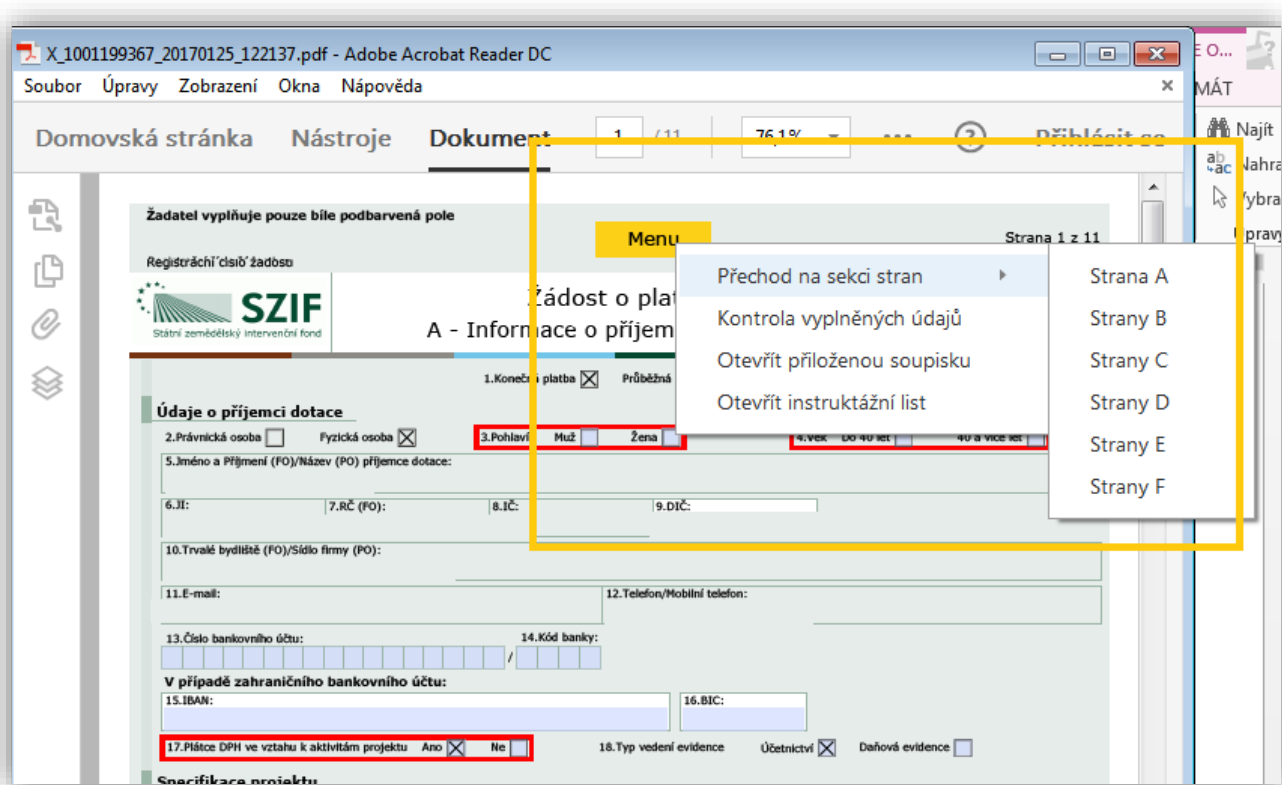 X_1001199367_20170125_122137.pdf - Adobe Acrobat Reader DC
E O...
Soubor Úpravy Zobrazení Okna Nápověda
MÁT
Domovská stránka Nástroje Dokument 1 / 11 76,1% ••• ? Přihlásit se
Najít
Nahra
Vybra
Úpravy
Žadatel vyplňuje pouze bíle podbarvená pole
Menu
Strana 1 z 11
Registrační číslo žádosti
SZIF
Státní zemědělský intervenční fond
Žádost o plat
A - Informace o příjem
Přechod na sekci stran
Kontrola vyplněných údajů
Otevřít přiloženou soupisku
Otevřít instruktážní list
Strana A
Strany B
Strany C
Strany D
Strany E
Strany F
1.Konečná platba Průběžná
Údaje o příjemci dotace
2.Právnická osoba Fyzická osoba 3.Pohlaví Muž Žena 4.Věk Do 40 let 40 a více let
5.Jméno a Příjmení (FO)/Název (PO) příjemce dotace:
6.JI: 7.RČ (FO): 8.IČ: 9.DIČ:
10.Trvalé bydliště (FO)/Sídlo firmy (PO):
11.E-mail: 12.Telefon/Mobilní telefon:
13.Číslo bankovního účtu: 14.Kód banky:
/
V případě zahraničního bankovního účtu:
15.IBAN: 16.BIC:
17.Plátce DPH ve vztahu k aktivitám projektu Ano Ne 18.Typ vedení evidence Účetnictví Daňová evidence
Specifikace projektu